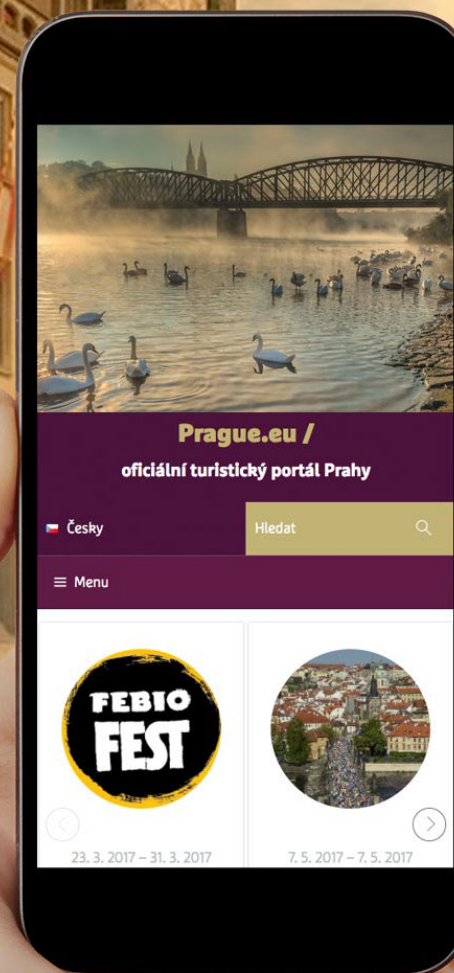 Prague.eu /
oficiální turistický portál Prahy
Česky
Hledat
Menu
FEBIO
FEST
23. 3. 2017 – 31. 3. 2017
7. 5. 2017 – 7. 5. 2017